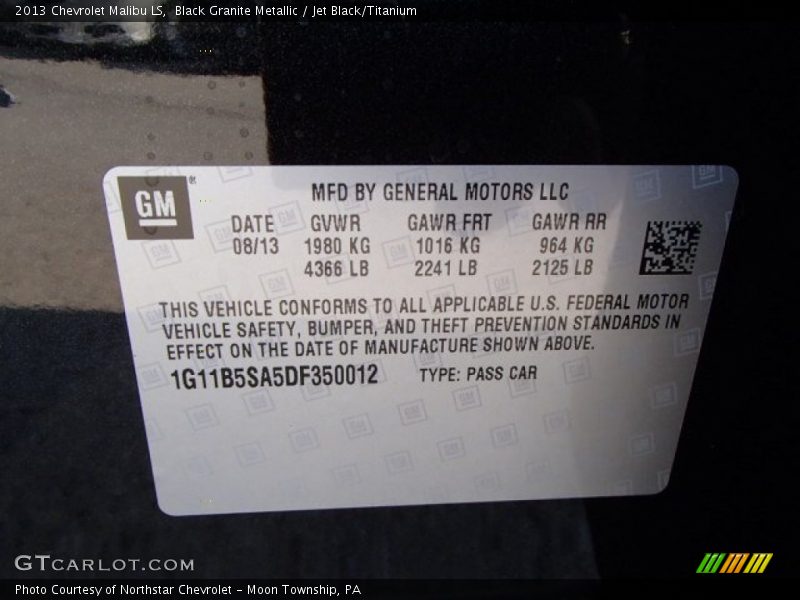 2013 Chevrolet Malibu LS, Black Granite Metallic / Jet Black/Titanium
GM®
MFD BY GENERAL MOTORS LLC
DATE GVWR GAWR FRT GAWR RR
08/13 1980 KG 1016 KG 964 KG
4366 LB 2241 LB 2125 LB
THIS VEHICLE CONFORMS TO ALL APPLICABLE U.S. FEDERAL MOTOR
VEHICLE SAFETY, BUMPER, AND THEFT PREVENTION STANDARDS IN
EFFECT ON THE DATE OF MANUFACTURE SHOWN ABOVE.
1G11B5SA5DF350012 TYPE: PASS CAR
GTCARLOT.COM
Photo Courtesy of Northstar Chevrolet - Moon Township, PA